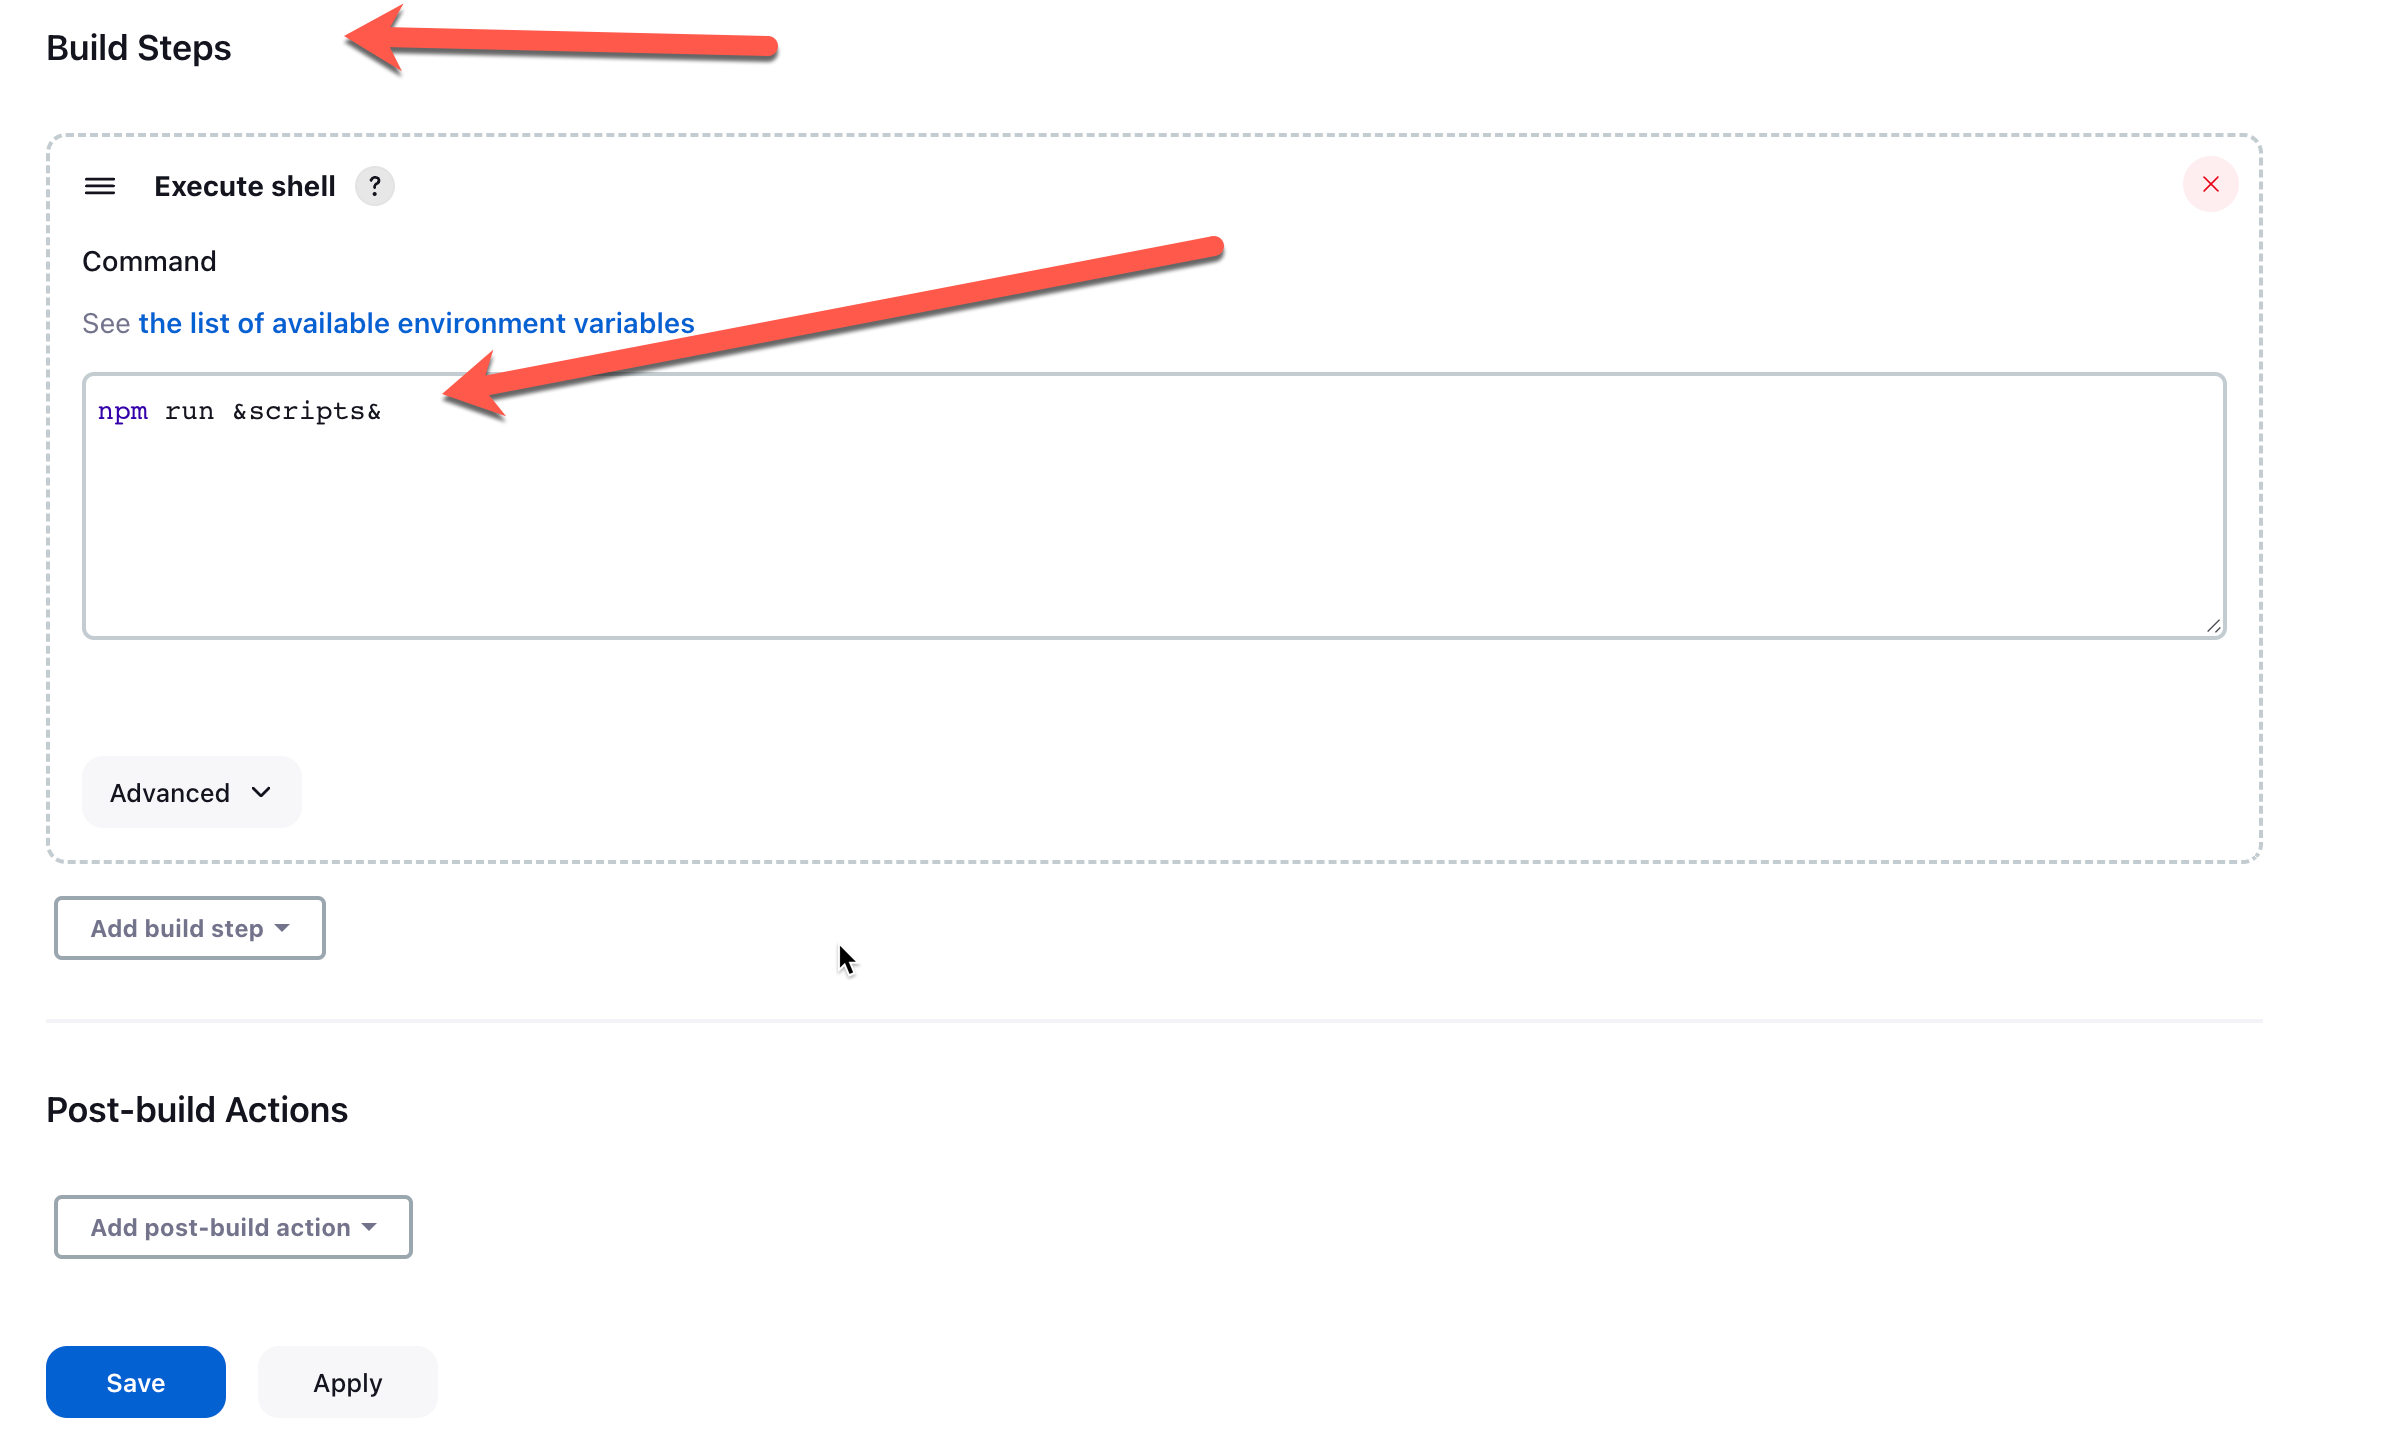 Build Steps
Execute shell ?
Command
See the list of available environment variables
npm run &scripts&
Advanced
Add build step
Post-build Actions
Add post-build action
Save Apply